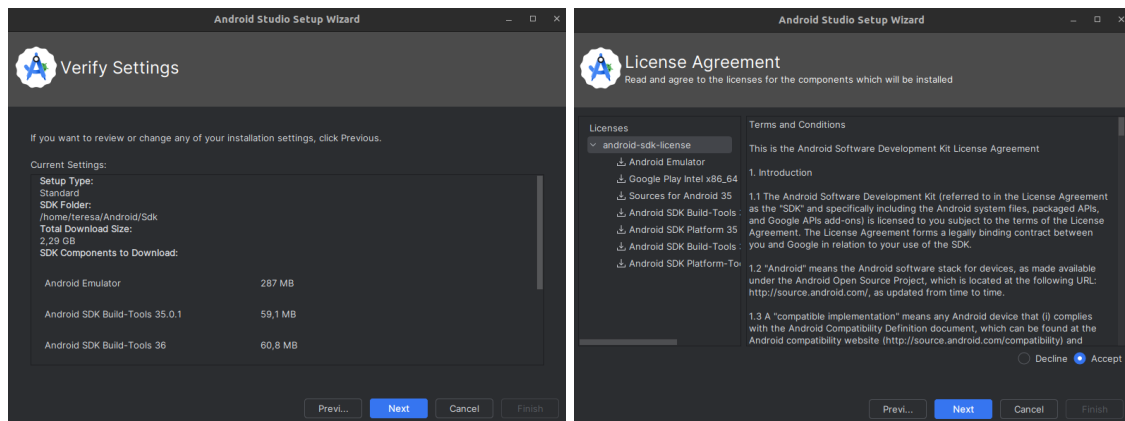 Android Studio Setup Wizard
Verify Settings
If you want to review or change any of your installation settings, click Previous.
Current Settings:
Setup Type:
Standard
SDK Folder:
/home/teresa/Android/Sdk
Total Download Size:
2,29 GB
SDK Components to Download:
Android Emulator 287 MB
Android SDK Build-Tools 35.0.1 59,1 MB
Android SDK Build-Tools 36 60,8 MB
Previ... Next Cancel Finish
Android Studio Setup Wizard
License Agreement
Read and agree to the licenses for the components which will be installed
Licenses
android-sdk-license
Android Emulator
Google Play Intel x86_64
Sources for Android 35
Android SDK Build-Tools
Android SDK Platform 35
Android SDK Build-Tools
Android SDK Platform-To
Terms and Conditions
This is the Android Software Development Kit License Agreement
1. Introduction
1.1 The Android Software Development Kit (referred to in the License Agreement
as the "SDK" and specifically including the Android system files, packaged APIs,
and Google APIs add-ons) is licensed to you subject to the terms of the License
Agreement. The License Agreement forms a legally binding contract between
you and Google in relation to your use of the SDK.
1.2 "Android" means the Android software stack for devices, as made available
under the Android Open Source Project, which is located at the following URL:
http://source.android.com/, as updated from time to time.
1.3 A "compatible implementation" means any Android device that (i) complies
with the Android Compatibility Definition document, which can be found at the
Android compatibility website (http://source.android.com/compatibility) and
Decline Accept
Previ... Next Cancel Finish